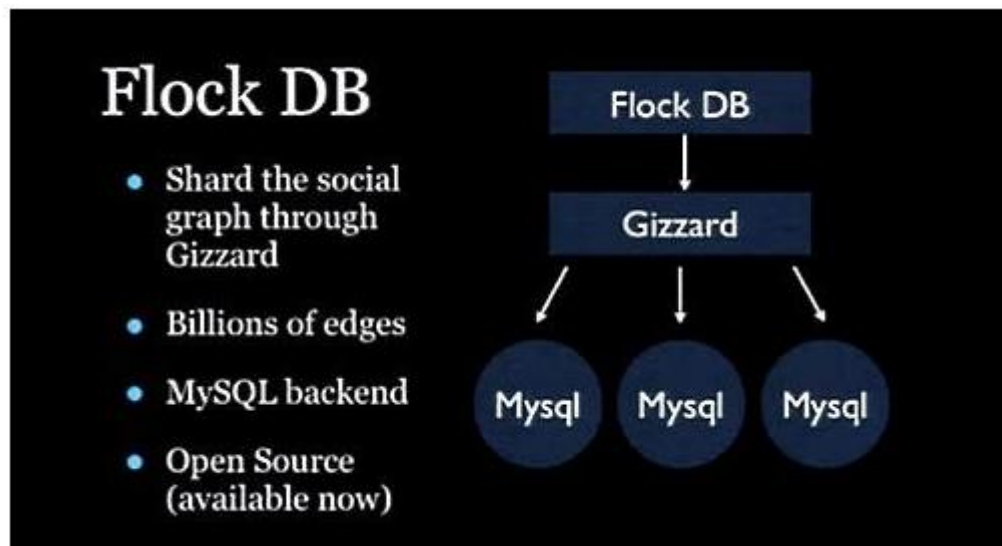 Flock DB
Shard the social
graph through
Gizzard
Billions of edges
MySQL backend
Open Source
(available now)
Flock DB
Gizzard
Mysql
Mysql
Mysql